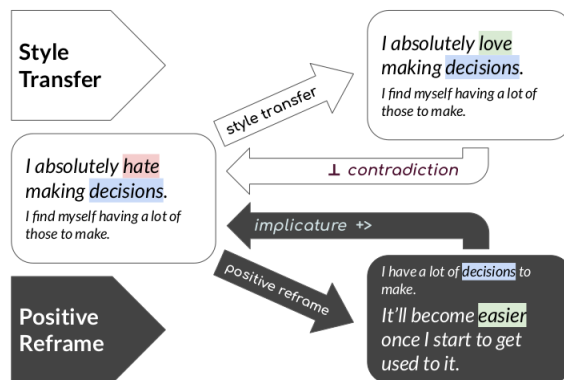 Style
Transfer
style transfer
I absolutely love
making decisions.
I find myself having a lot of
those to make.
⊥ contradiction
I absolutely hate
making decisions.
I find myself having a lot of
those to make.
implicature +>
positive reframe
Positive
Reframe
I have a lot of decisions to
make.
It'll become easier
once I start to get
used to it.